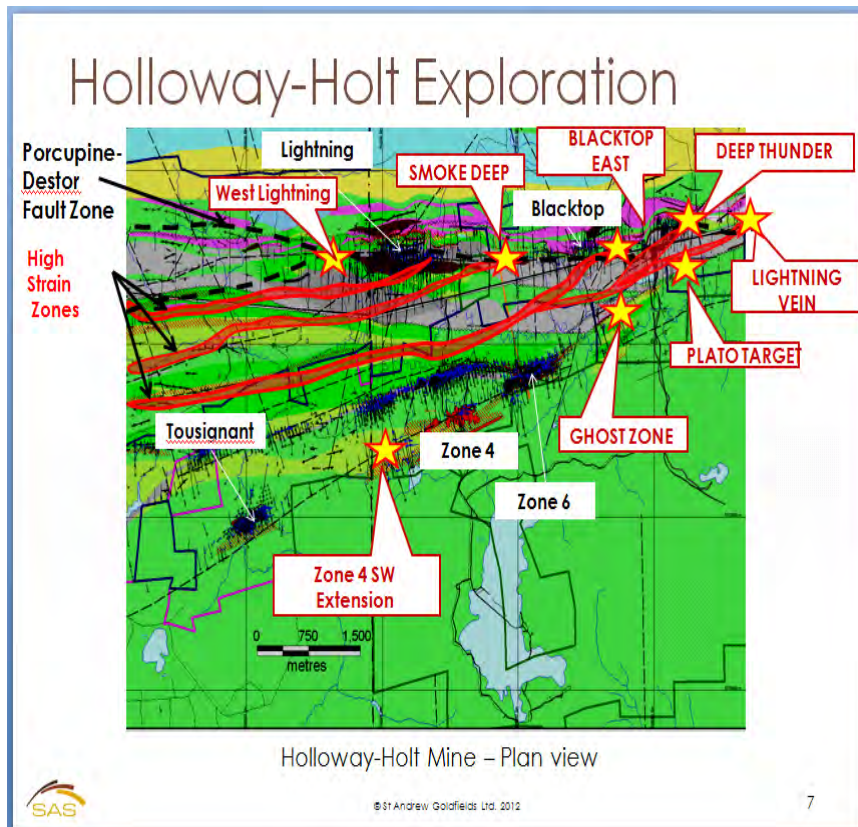 Holloway-Holt Exploration
Porcupine-
Destor
Fault Zone
High
Strain
Zones
Lightning
West Lightning
SMOKE DEEP
BLACKTOP
EAST
Blacktop
DEEP THUNDER
LIGHTNING
VEIN
PLATO TARGET
GHOST ZONE
Tousignant
Zone 4
Zone 6
Zone 4 SW
Extension
0 750 1,500
metres
Holloway-Holt Mine – Plan view
SAS
©St Andrew Goldfields Ltd. 2012
7